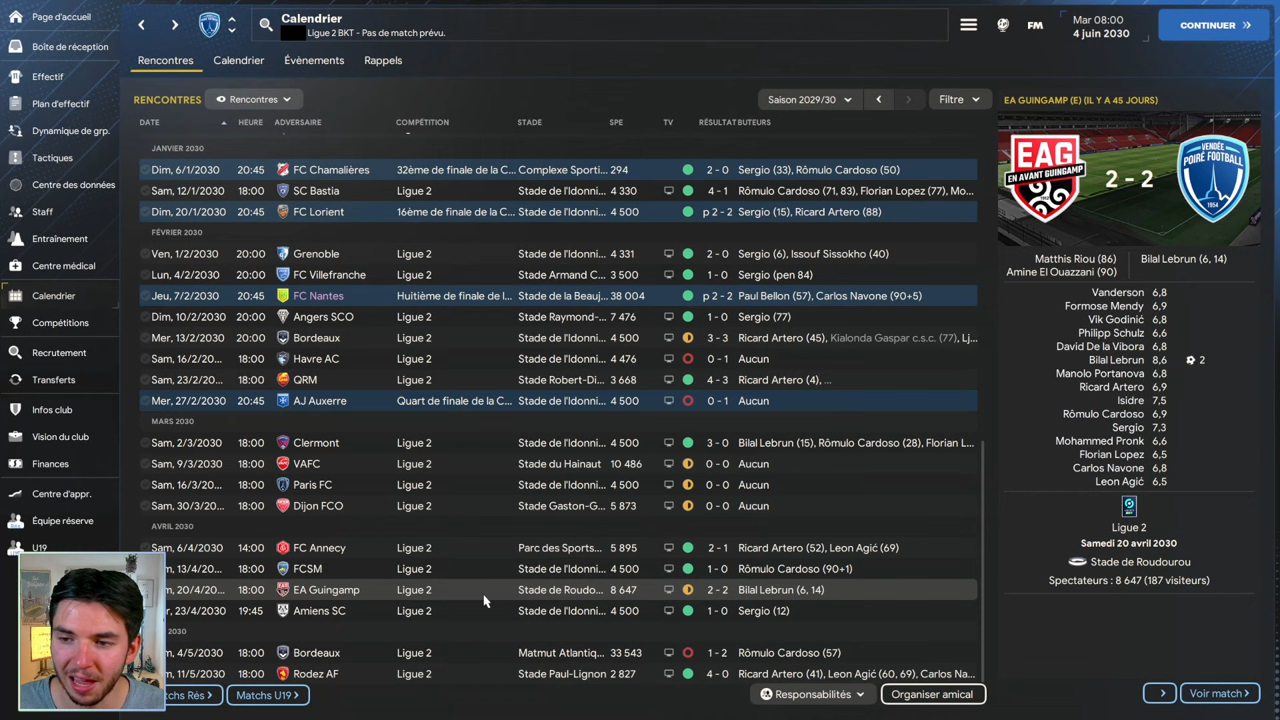 Page d'accueil
Boîte de réception
Effectif
Plan d'effectif
Dynamique de grp.
Tactiques
Centre des données
Staff
Entraînement
Centre médical
Calendrier
Compétitions
Recrutement
Transferts
Infos club
Vision du club
Finances
Centre d'appr.
Équipe réserve
U19
Calendrier
Ligue 2 BKT - Pas de match prévu.
FM
Mar 08:00
4 juin 2030
CONTINUER
Rencontres Calendrier Évènements Rappels
RENCONTRES Rencontres Saison 2029/30 Filtre
DATE HEURE ADVERSAIRE COMPÉTITION STADE SPE TV RÉSULTAT BUTEURS
JANVIER 2030
Dim, 6/1/2030 20:45 FC Chamalières 32ème de finale de la C... Complexe Sporti... 294 2 - 0 Sergio (33), Rômulo Cardoso (50)
Sam, 12/1/2030 18:00 SC Bastia Ligue 2 Stade de l'Idonni... 4 330 4 - 1 Rômulo Cardoso (71, 83), Florian Lopez (77), Mo...
Dim, 20/1/2030 20:45 FC Lorient 16ème de finale de la C... Stade de l'Idonni... 4 500 p 2 - 2 Sergio (15), Ricard Artero (88)
FÉVRIER 2030
Ven, 1/2/2030 20:00 Grenoble Ligue 2 Stade de l'Idonni... 4 331 2 - 0 Sergio (6), Issouf Sissokho (40)
Lun, 4/2/2030 20:00 FC Villefranche Ligue 2 Stade Armand C... 3 500 1 - 0 Sergio (pen 84)
Jeu, 7/2/2030 20:45 FC Nantes Huitième de finale de l... Stade de la Beauj... 38 004 p 2 - 2 Paul Bellon (57), Carlos Navone (90+5)
Dim, 10/2/2030 20:00 Angers SCO Ligue 2 Stade Raymond-... 7 476 1 - 0 Sergio (77)
Mer, 13/2/2030 20:00 Bordeaux Ligue 2 Stade de l'Idonni... 4 500 3 - 3 Ricard Artero (45), Kialonda Gaspar c.s.c. (77), Lj...
Sam, 16/2/20... 18:00 Havre AC Ligue 2 Stade de l'Idonni... 4 476 0 - 1 Aucun
Sam, 23/2/20... 18:00 QRM Ligue 2 Stade Robert-Di... 3 668 4 - 3 Ricard Artero (4), ...
Mer, 27/2/2030 20:45 AJ Auxerre Quart de finale de la C... Stade de l'Idonni... 4 500 0 - 1 Aucun
MARS 2030
Sam, 2/3/2030 18:00 Clermont Ligue 2 Stade de l'Idonni... 4 500 3 - 0 Bilal Lebrun (15), Rômulo Cardoso (28), Florian L...
Sam, 9/3/2030 18:00 VAFC Ligue 2 Stade du Hainaut 10 486 0 - 0 Aucun
Sam, 16/3/2030 18:00 Paris FC Ligue 2 Stade de l'Idonni... 4 500 0 - 0 Aucun
Sam, 30/3/2030 18:00 Dijon FCO Ligue 2 Stade Gaston-G... 5 873 0 - 0 Aucun
AVRIL 2030
Sam, 6/4/2030 14:00 FC Annecy Ligue 2 Parc des Sports... 5 895 2 - 1 Ricard Artero (52), Leon Agić (69)
m, 13/4/2030 18:00 FCSM Ligue 2 Stade de l'Idonni... 4 500 1 - 0 Rômulo Cardoso (90+1)
m, 20/4/20... 18:00 EA Guingamp Ligue 2 Stade de Roudo... 8 647 2 - 2 Bilal Lebrun (6, 14)
r, 23/4/2030 19:45 Amiens SC Ligue 2 Stade de l'Idonni... 4 500 1 - 0 Sergio (12)
2030
m, 4/5/2030 18:00 Bordeaux Ligue 2 Matmut Atlantiq... 33 543 1 - 2 Rômulo Cardoso (57)
m, 11/5/2030 18:00 Rodez AF Ligue 2 Stade Paul-Lignon 2 827 4 - 0 Ricard Artero (41), Leon Agić (60, 69), Carlos Na...
chs Rés Matchs U19 Responsabilités Organiser amical
EA GUINGAMP (E) (IL Y A 45 JOURS)
EAG
EN AVANT GUINGAMP
2 - 2
VENDÉE
POIRÉ FOOTBALL
1954
Matthis Riou (86)
Amine El Ouazzani (90)
Bilal Lebrun (6, 14)
Vanderson 6,8
Formose Mendy 6,9
Vik Godinić 6,8
Philipp Schulz 6,6
David De la Vibora 6,8
Bilal Lebrun 8,6 2
Manolo Portanova 6,8
Ricard Artero 6,9
Isidre 7,5
Rômulo Cardoso 6,9
Sergio 7,3
Mohammed Pronk 6,6
Florian Lopez 6,5
Carlos Navone 6,8
Leon Agić 6,5
Ligue 2
Samedi 20 avril 2030
Stade de Roudourou
Spectateurs : 8 647 (187 visiteurs)
Voir match